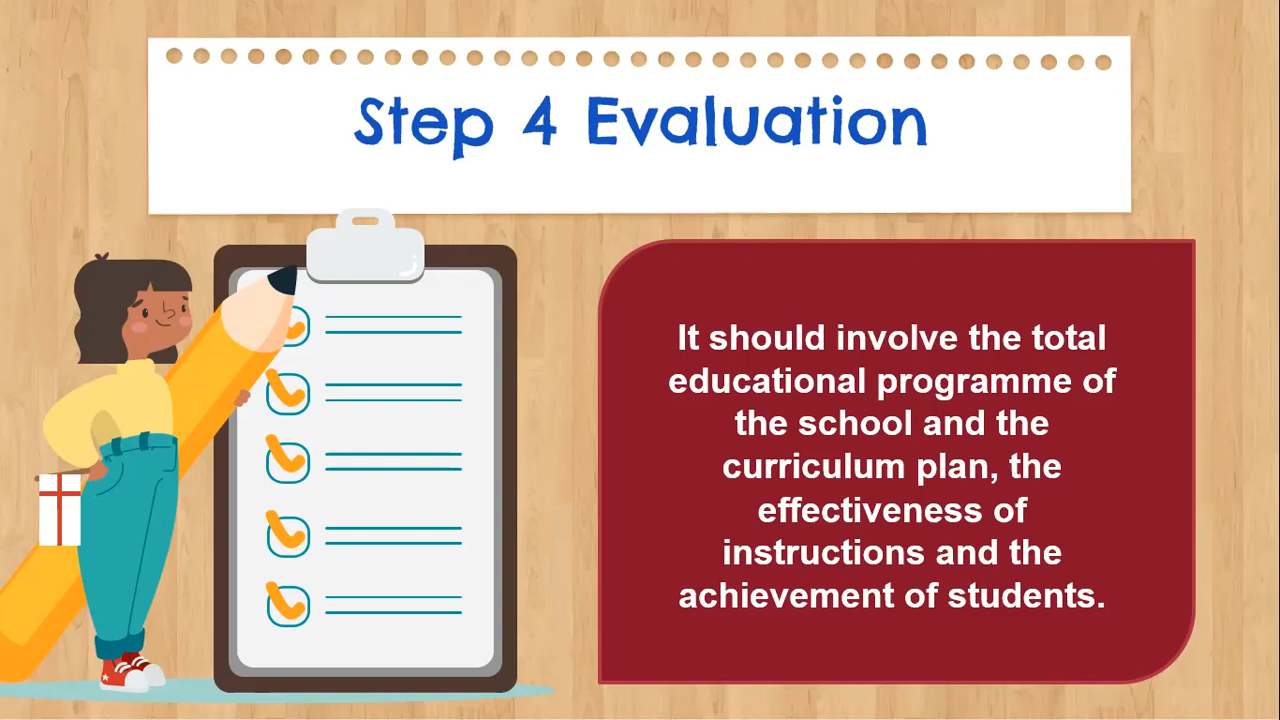 Step 4 Evaluation
It should involve the total
educational programme of
the school and the
curriculum plan, the
effectiveness of
instructions and the
achievement of students.